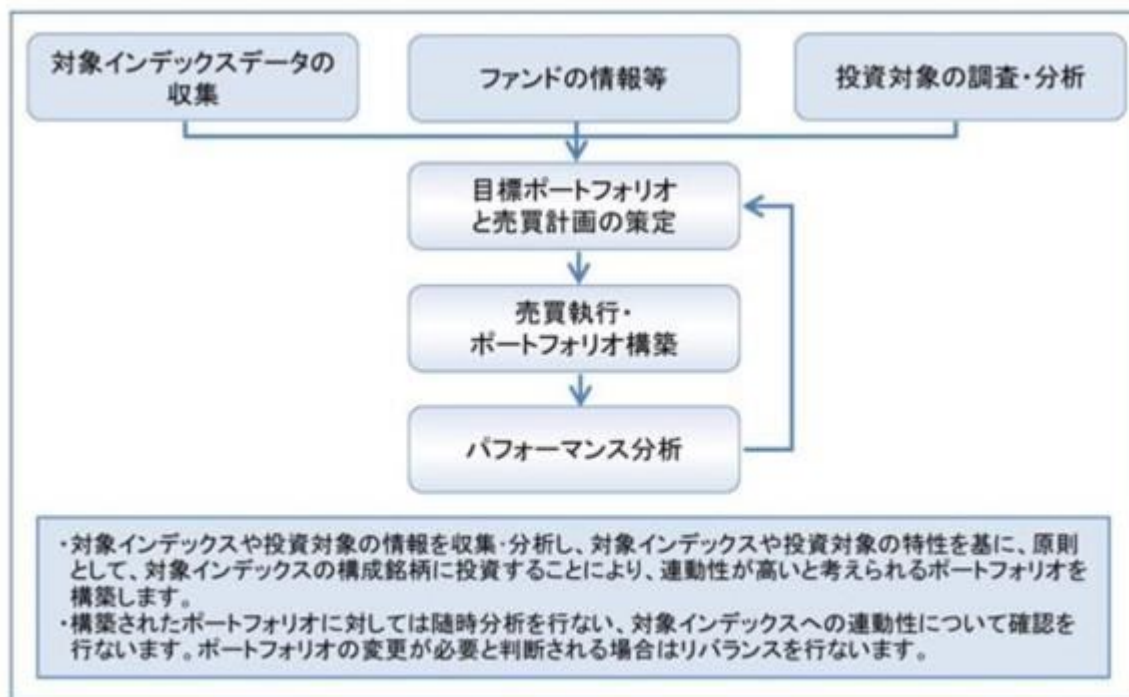 対象インデックスデータの
収集
ファンドの情報等
投資対象の調査・分析
目標ポートフォリオ
と売買計画の策定
売買執行・
ポートフォリオ構築
パフォーマンス分析
・対象インデックスや投資対象の情報を収集・分析し、対象インデックスや投資対象の特性を基に、原則
として、対象インデックスの構成銘柄に投資することにより、連動性が高いと考えられるポートフォリオを
構築します。
・構築されたポートフォリオに対しては随時分析を行ない、対象インデックスへの連動性について確認を
行ないます。ポートフォリオの変更が必要と判断される場合はリバランスを行ないます。